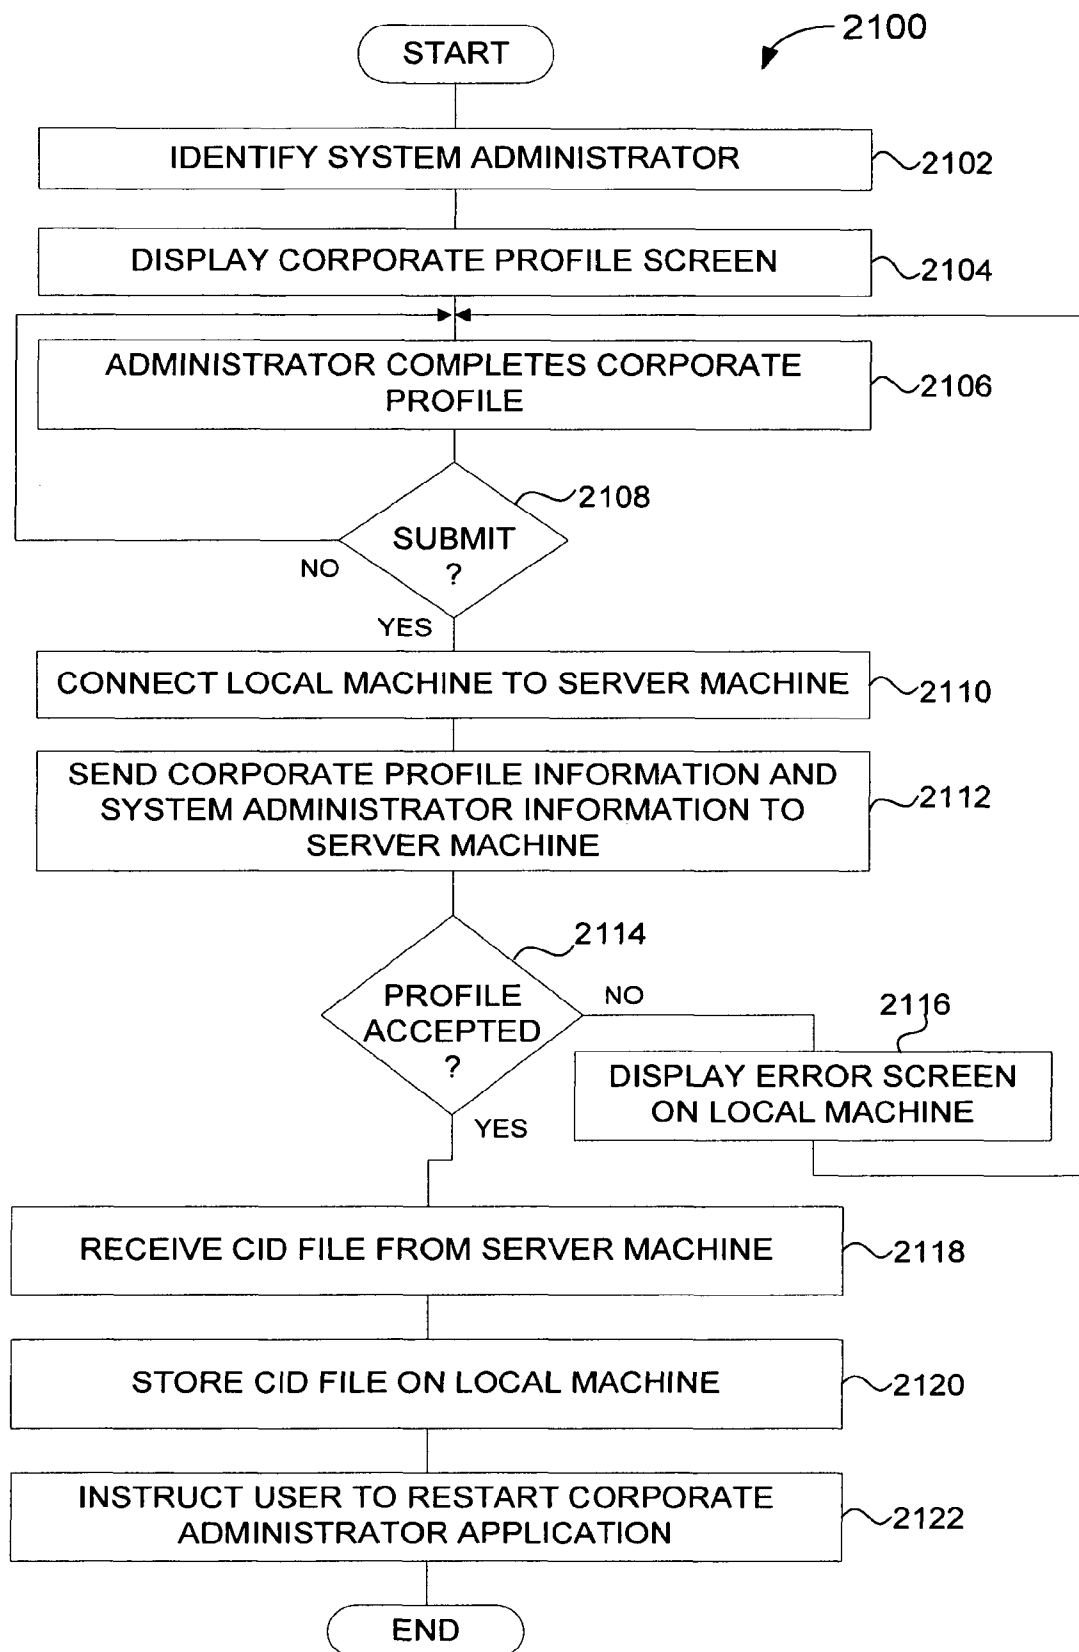 2100
START
IDENTIFY SYSTEM ADMINISTRATOR
2102
DISPLAY CORPORATE PROFILE SCREEN
2104
ADMINISTRATOR COMPLETES CORPORATE
PROFILE
2106
2108
SUBMIT
?
NO
YES
CONNECT LOCAL MACHINE TO SERVER MACHINE
2110
SEND CORPORATE PROFILE INFORMATION AND
SYSTEM ADMINISTRATOR INFORMATION TO
SERVER MACHINE
2112
2114
PROFILE
ACCEPTED
?
NO
YES
2116
DISPLAY ERROR SCREEN
ON LOCAL MACHINE
RECEIVE CID FILE FROM SERVER MACHINE
2118
STORE CID FILE ON LOCAL MACHINE
2120
INSTRUCT USER TO RESTART CORPORATE
ADMINISTRATOR APPLICATION
2122
END